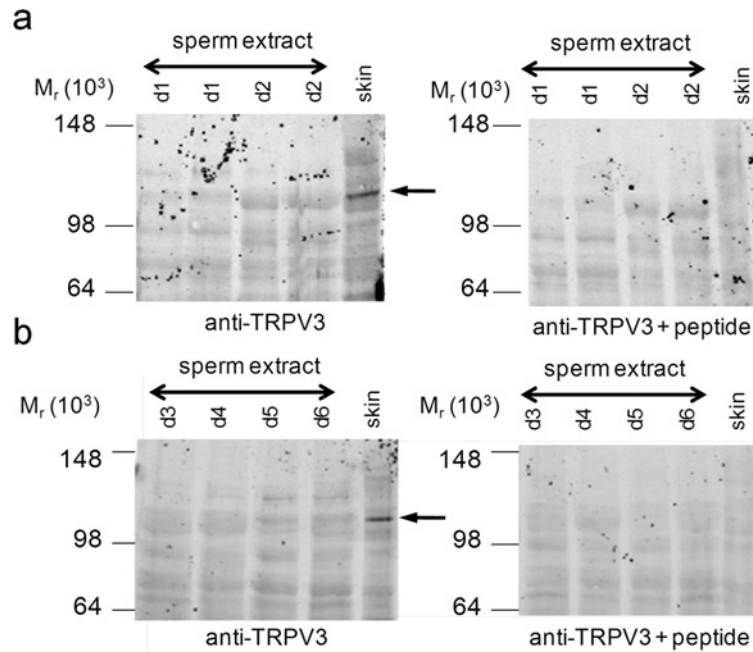 a
sperm extract
sperm extract
Mr (10³) d1 d1 d2 d2 skin
Mr (10³) d1 d1 d2 d2 skin
148
148
98
98
64
64
anti-TRPV3
anti-TRPV3 + peptide
b
sperm extract
sperm extract
Mr (10³) d3 d4 d5 d6 skin
Mr (10³) d3 d4 d5 d6 skin
148
148
98
98
64
64
anti-TRPV3
anti-TRPV3 + peptide